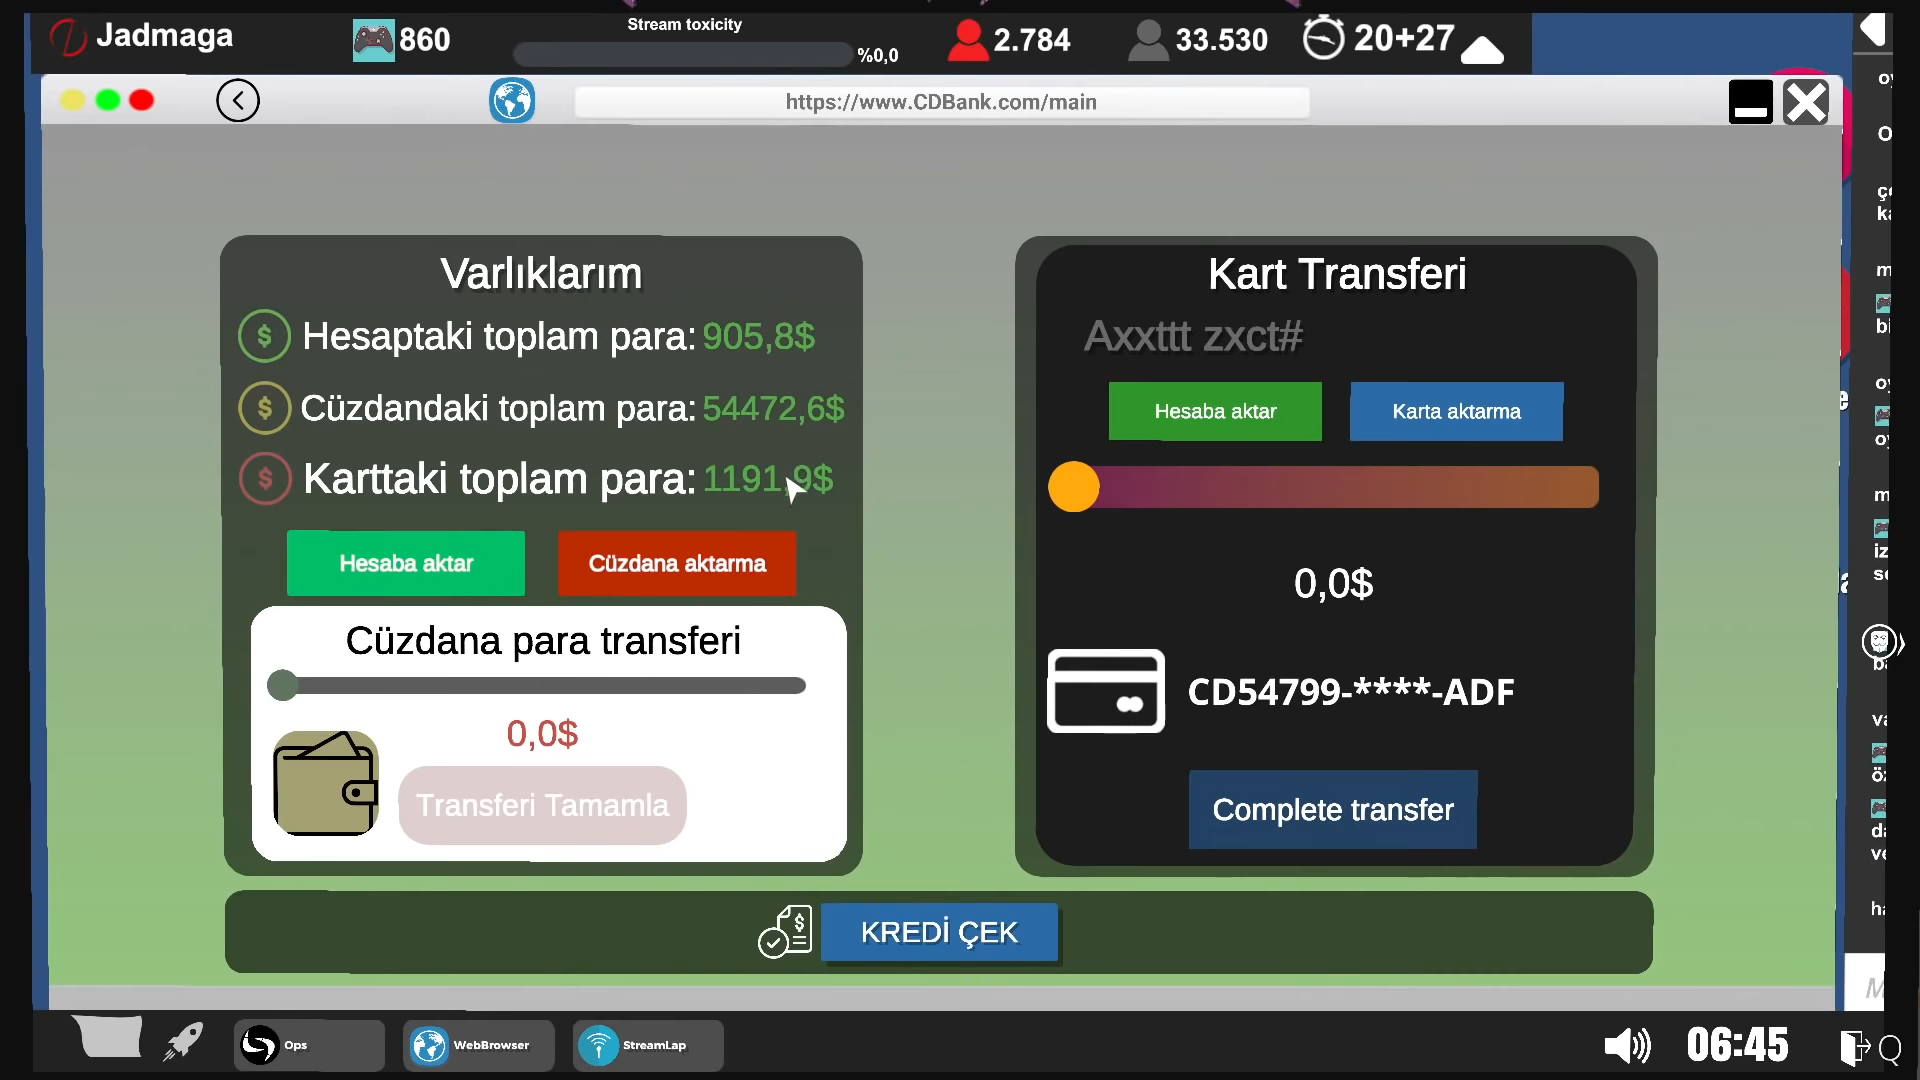 Jadmaga
860
Stream toxicity
%0,0
2.784
33.530
20+27
https://www.CDBank.com/main
Varlıklarım
Hesaptaki toplam para: 905,8$
Cüzdandaki toplam para: 54472,6$
Karttaki toplam para: 1191,9$
Hesaba aktar
Cüzdana aktarma
Cüzdana para transferi
0,0$
Transferi Tamamla
Kart Transferi
Axxttt zxct#
Hesaba aktar
Karta aktarma
0,0$
CD54799-****-ADF
Complete transfer
KREDİ ÇEK
Ops
WebBrowser
StreamLap
06:45
Q